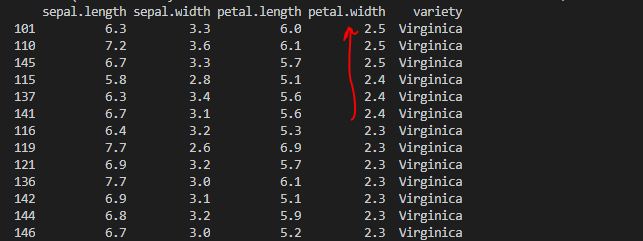 sepal.length sepal.width petal.length petal.width variety
101 6.3 3.3 6.0 2.5 Virginica
110 7.2 3.6 6.1 2.5 Virginica
145 6.7 3.3 5.7 2.5 Virginica
115 5.8 2.8 5.1 2.4 Virginica
137 6.3 3.4 5.6 2.4 Virginica
141 6.7 3.1 5.6 2.4 Virginica
116 6.4 3.2 5.3 2.3 Virginica
119 7.7 2.6 6.9 2.3 Virginica
121 6.9 3.2 5.7 2.3 Virginica
136 7.7 3.0 6.1 2.3 Virginica
142 6.9 3.1 5.1 2.3 Virginica
144 6.8 3.2 5.9 2.3 Virginica
146 6.7 3.0 5.2 2.3 Virginica